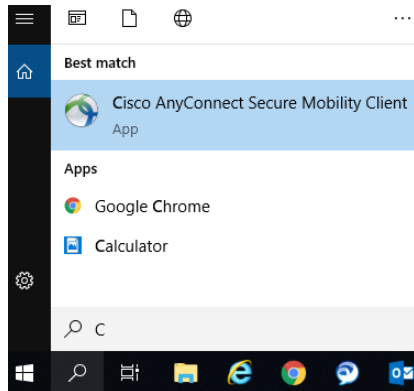 Best match
Cisco AnyConnect Secure Mobility Client
App
Apps
Google Chrome
Calculator
C